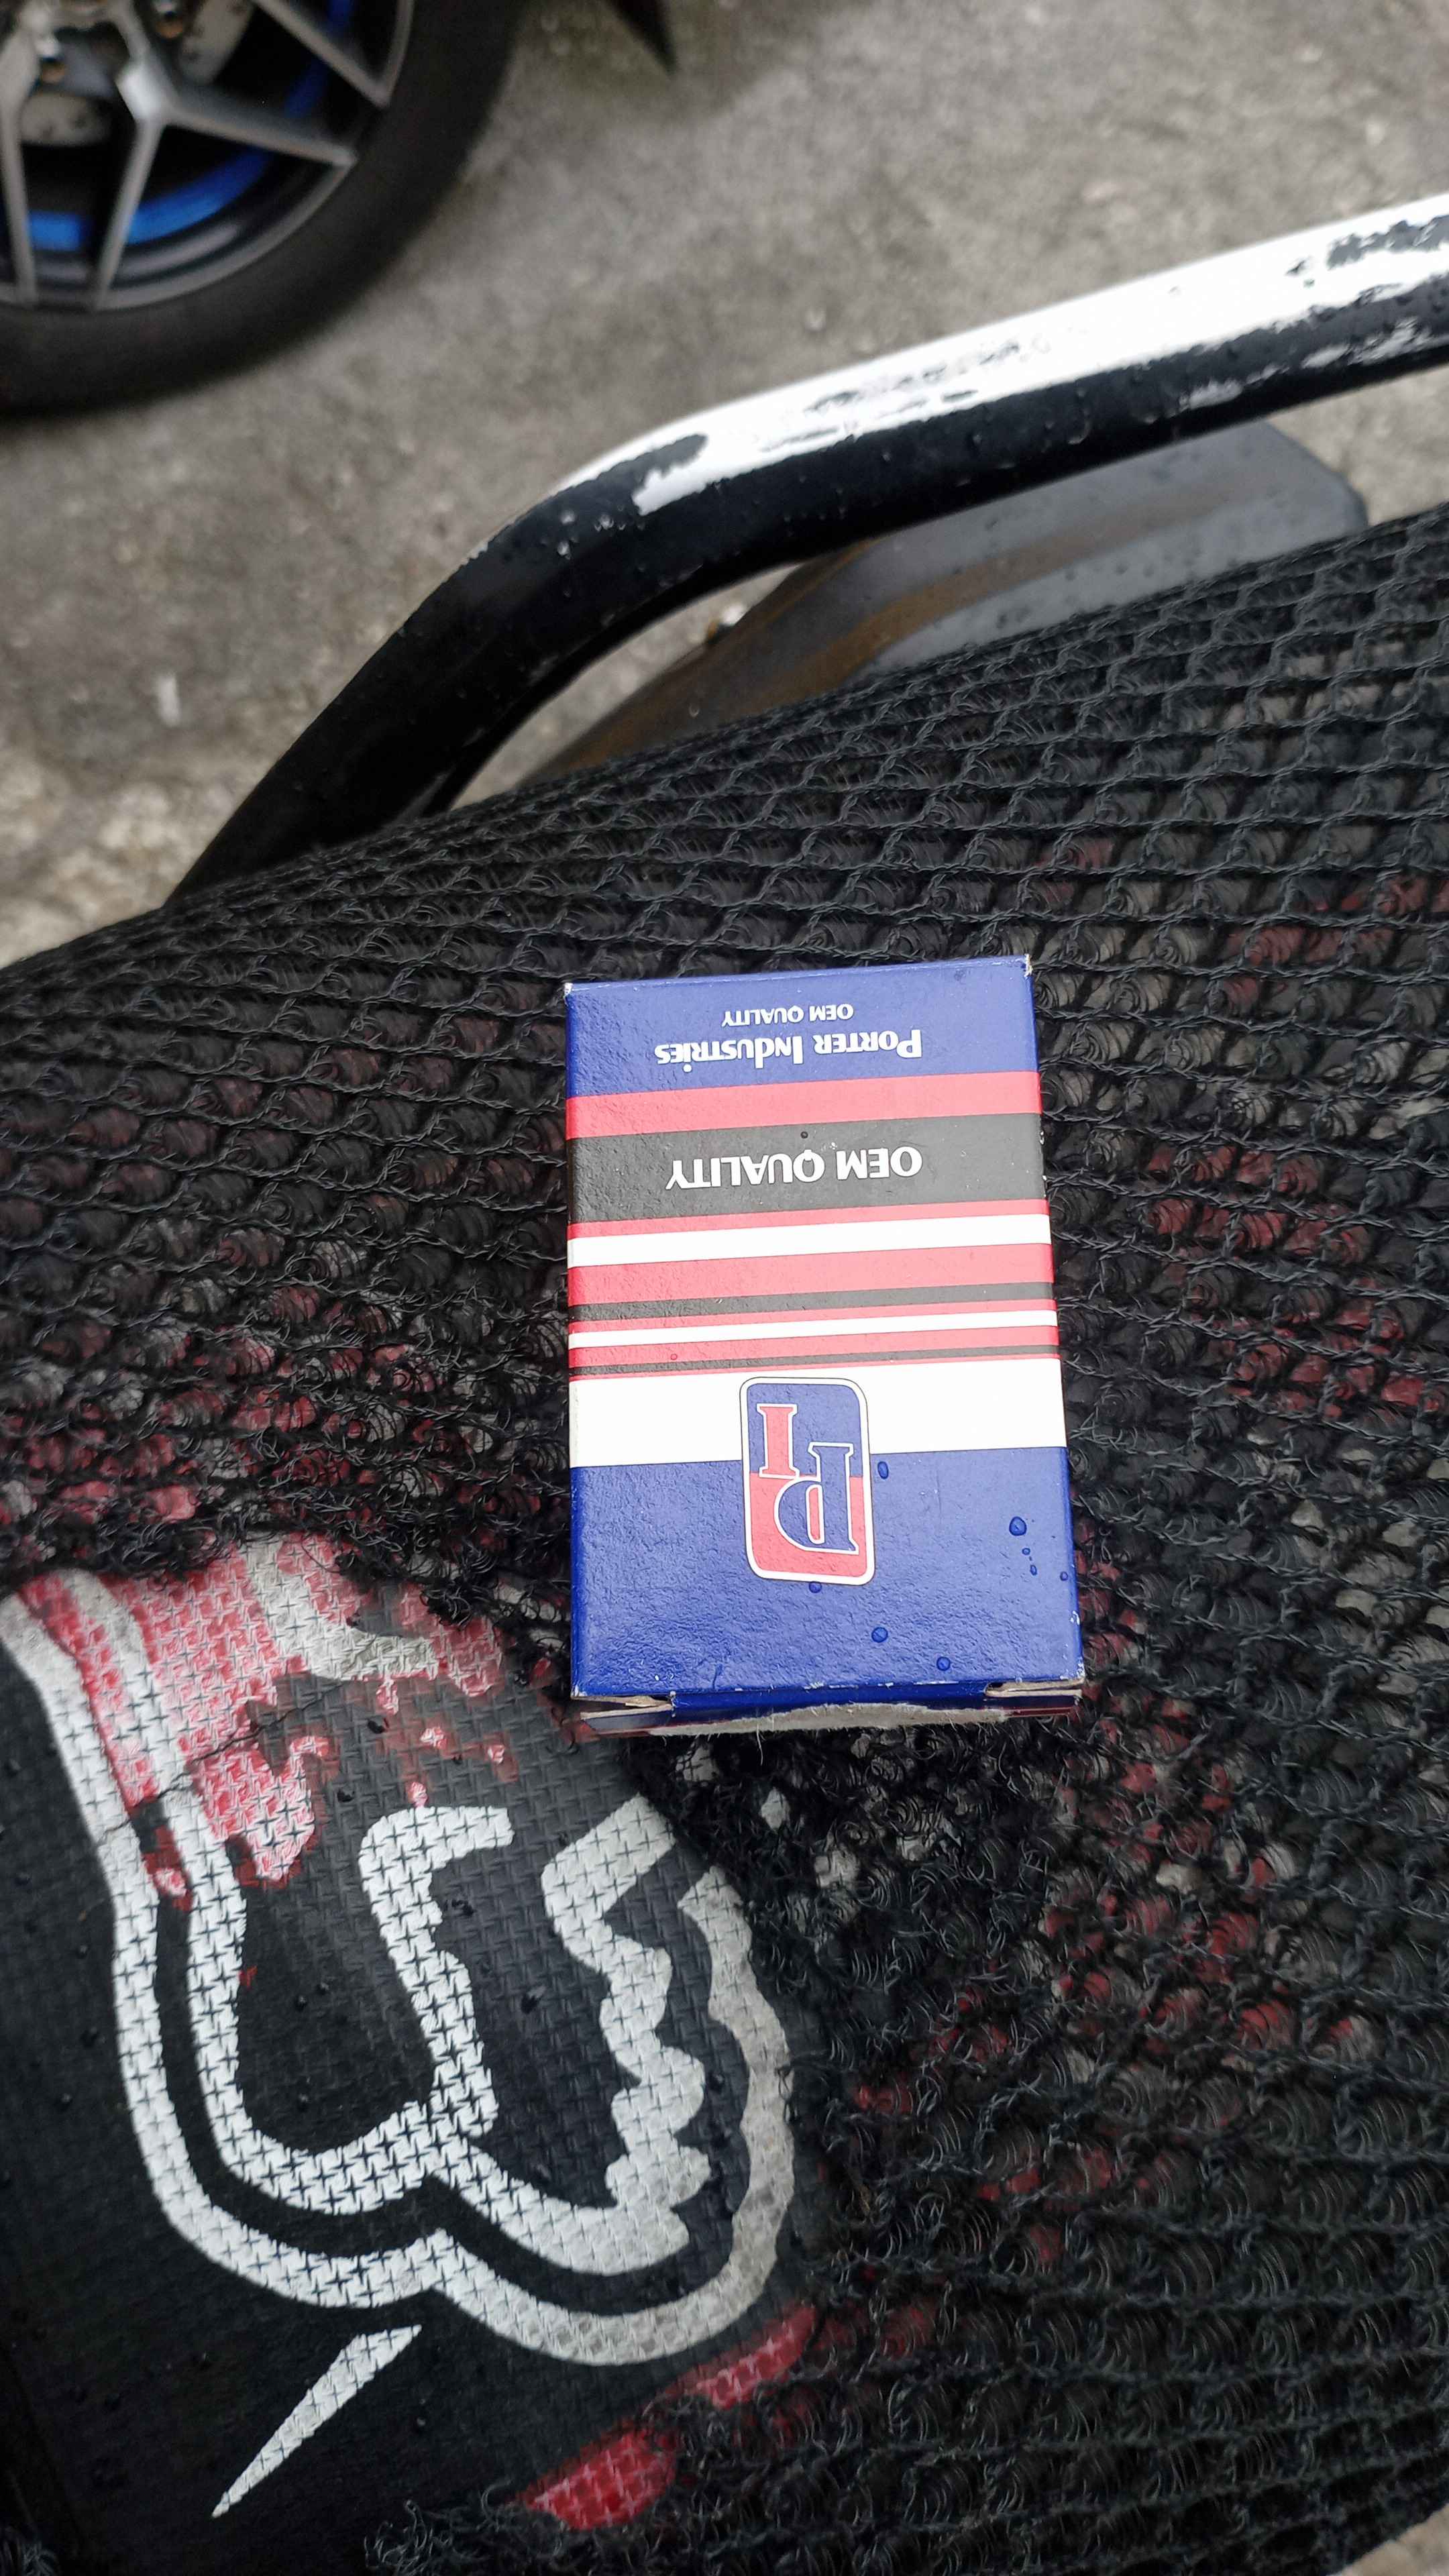 PI
OEM QUALITY
PORTER INDUSTRIES
OEM QUALITY